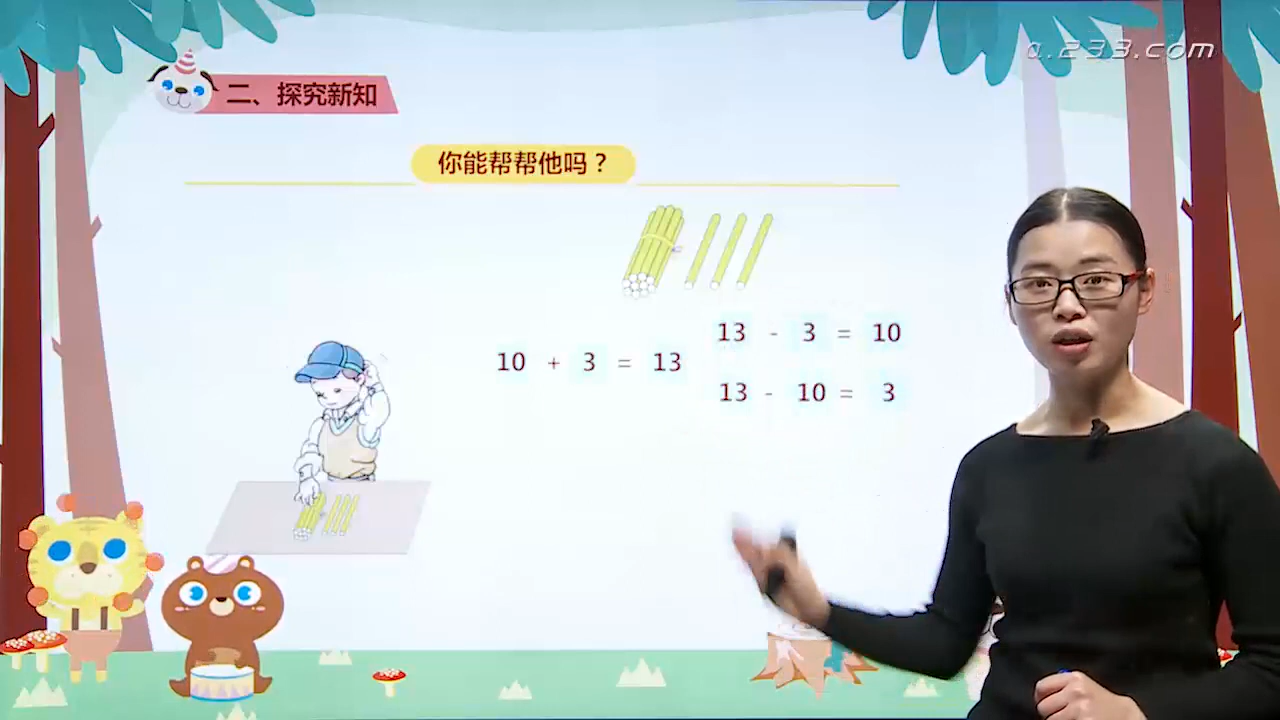 a.233.com
二、探究新知
你能帮帮他吗？
13 - 3 = 10
10 + 3 = 13
13 - 10 = 3